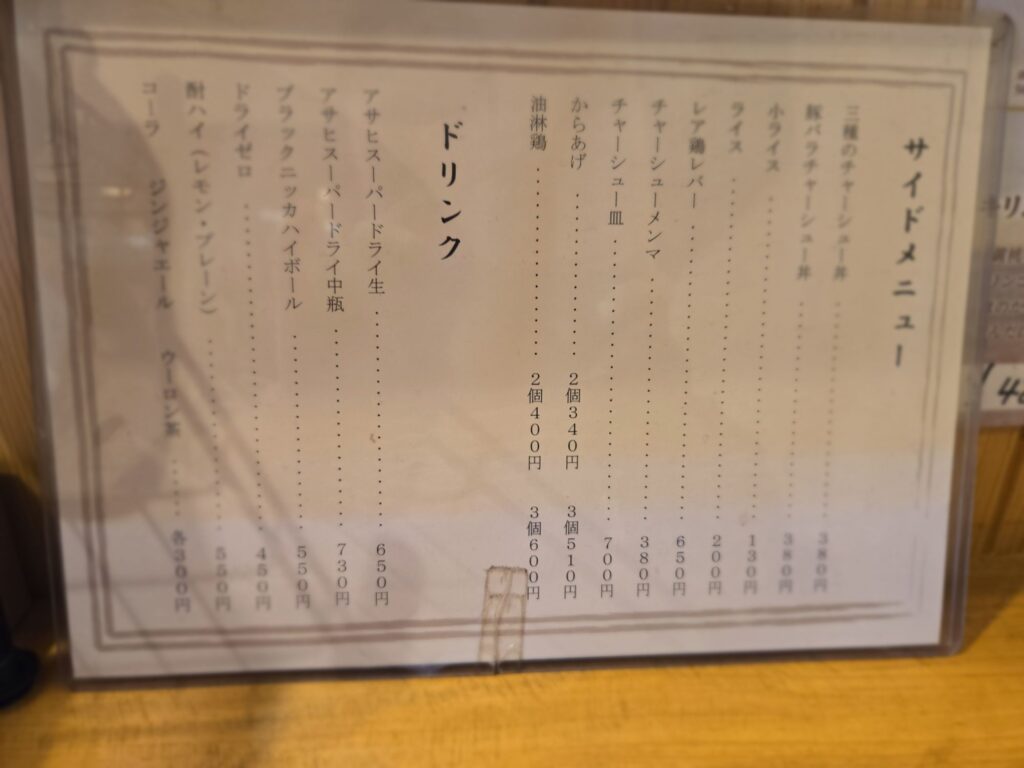 サイドメニュー
三種のチャーシュー丼 380円
豚バラチャーシュー丼 380円
小ライス 130円
ライス 200円
レア鶏レバー 650円
チャーシューメンマ 380円
チャーシュー皿 700円
からあげ 2個340円 3個510円
油淋鶏 2個400円 3個600円
ドリンク
アサヒスーパードライ生 650円
アサヒスーパードライ中瓶 730円
ブラックニッカハイボール 550円
ドライゼロ 450円
酎ハイ（レモン・プレーン） 550円
コーラ ジンジャエール ウーロン茶 各300円